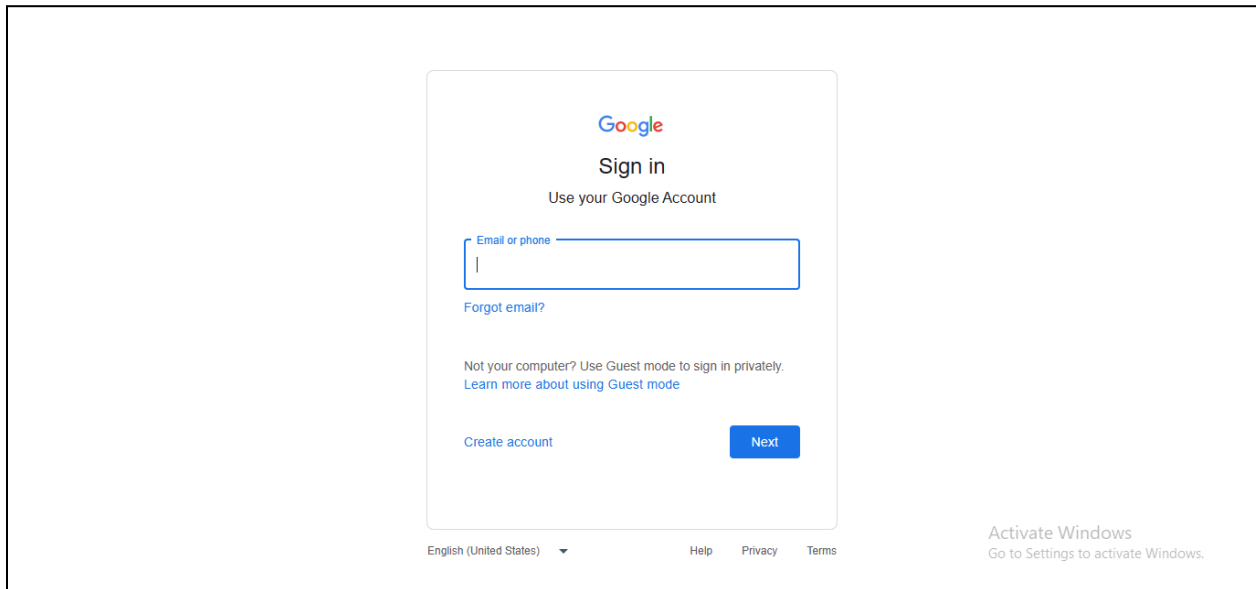 Google
Sign in
Use your Google Account
Email or phone
Forgot email?
Not your computer? Use Guest mode to sign in privately.
Learn more about using Guest mode
Create account
Next
English (United States)
Help
Privacy
Terms
Activate Windows
Go to Settings to activate Windows.